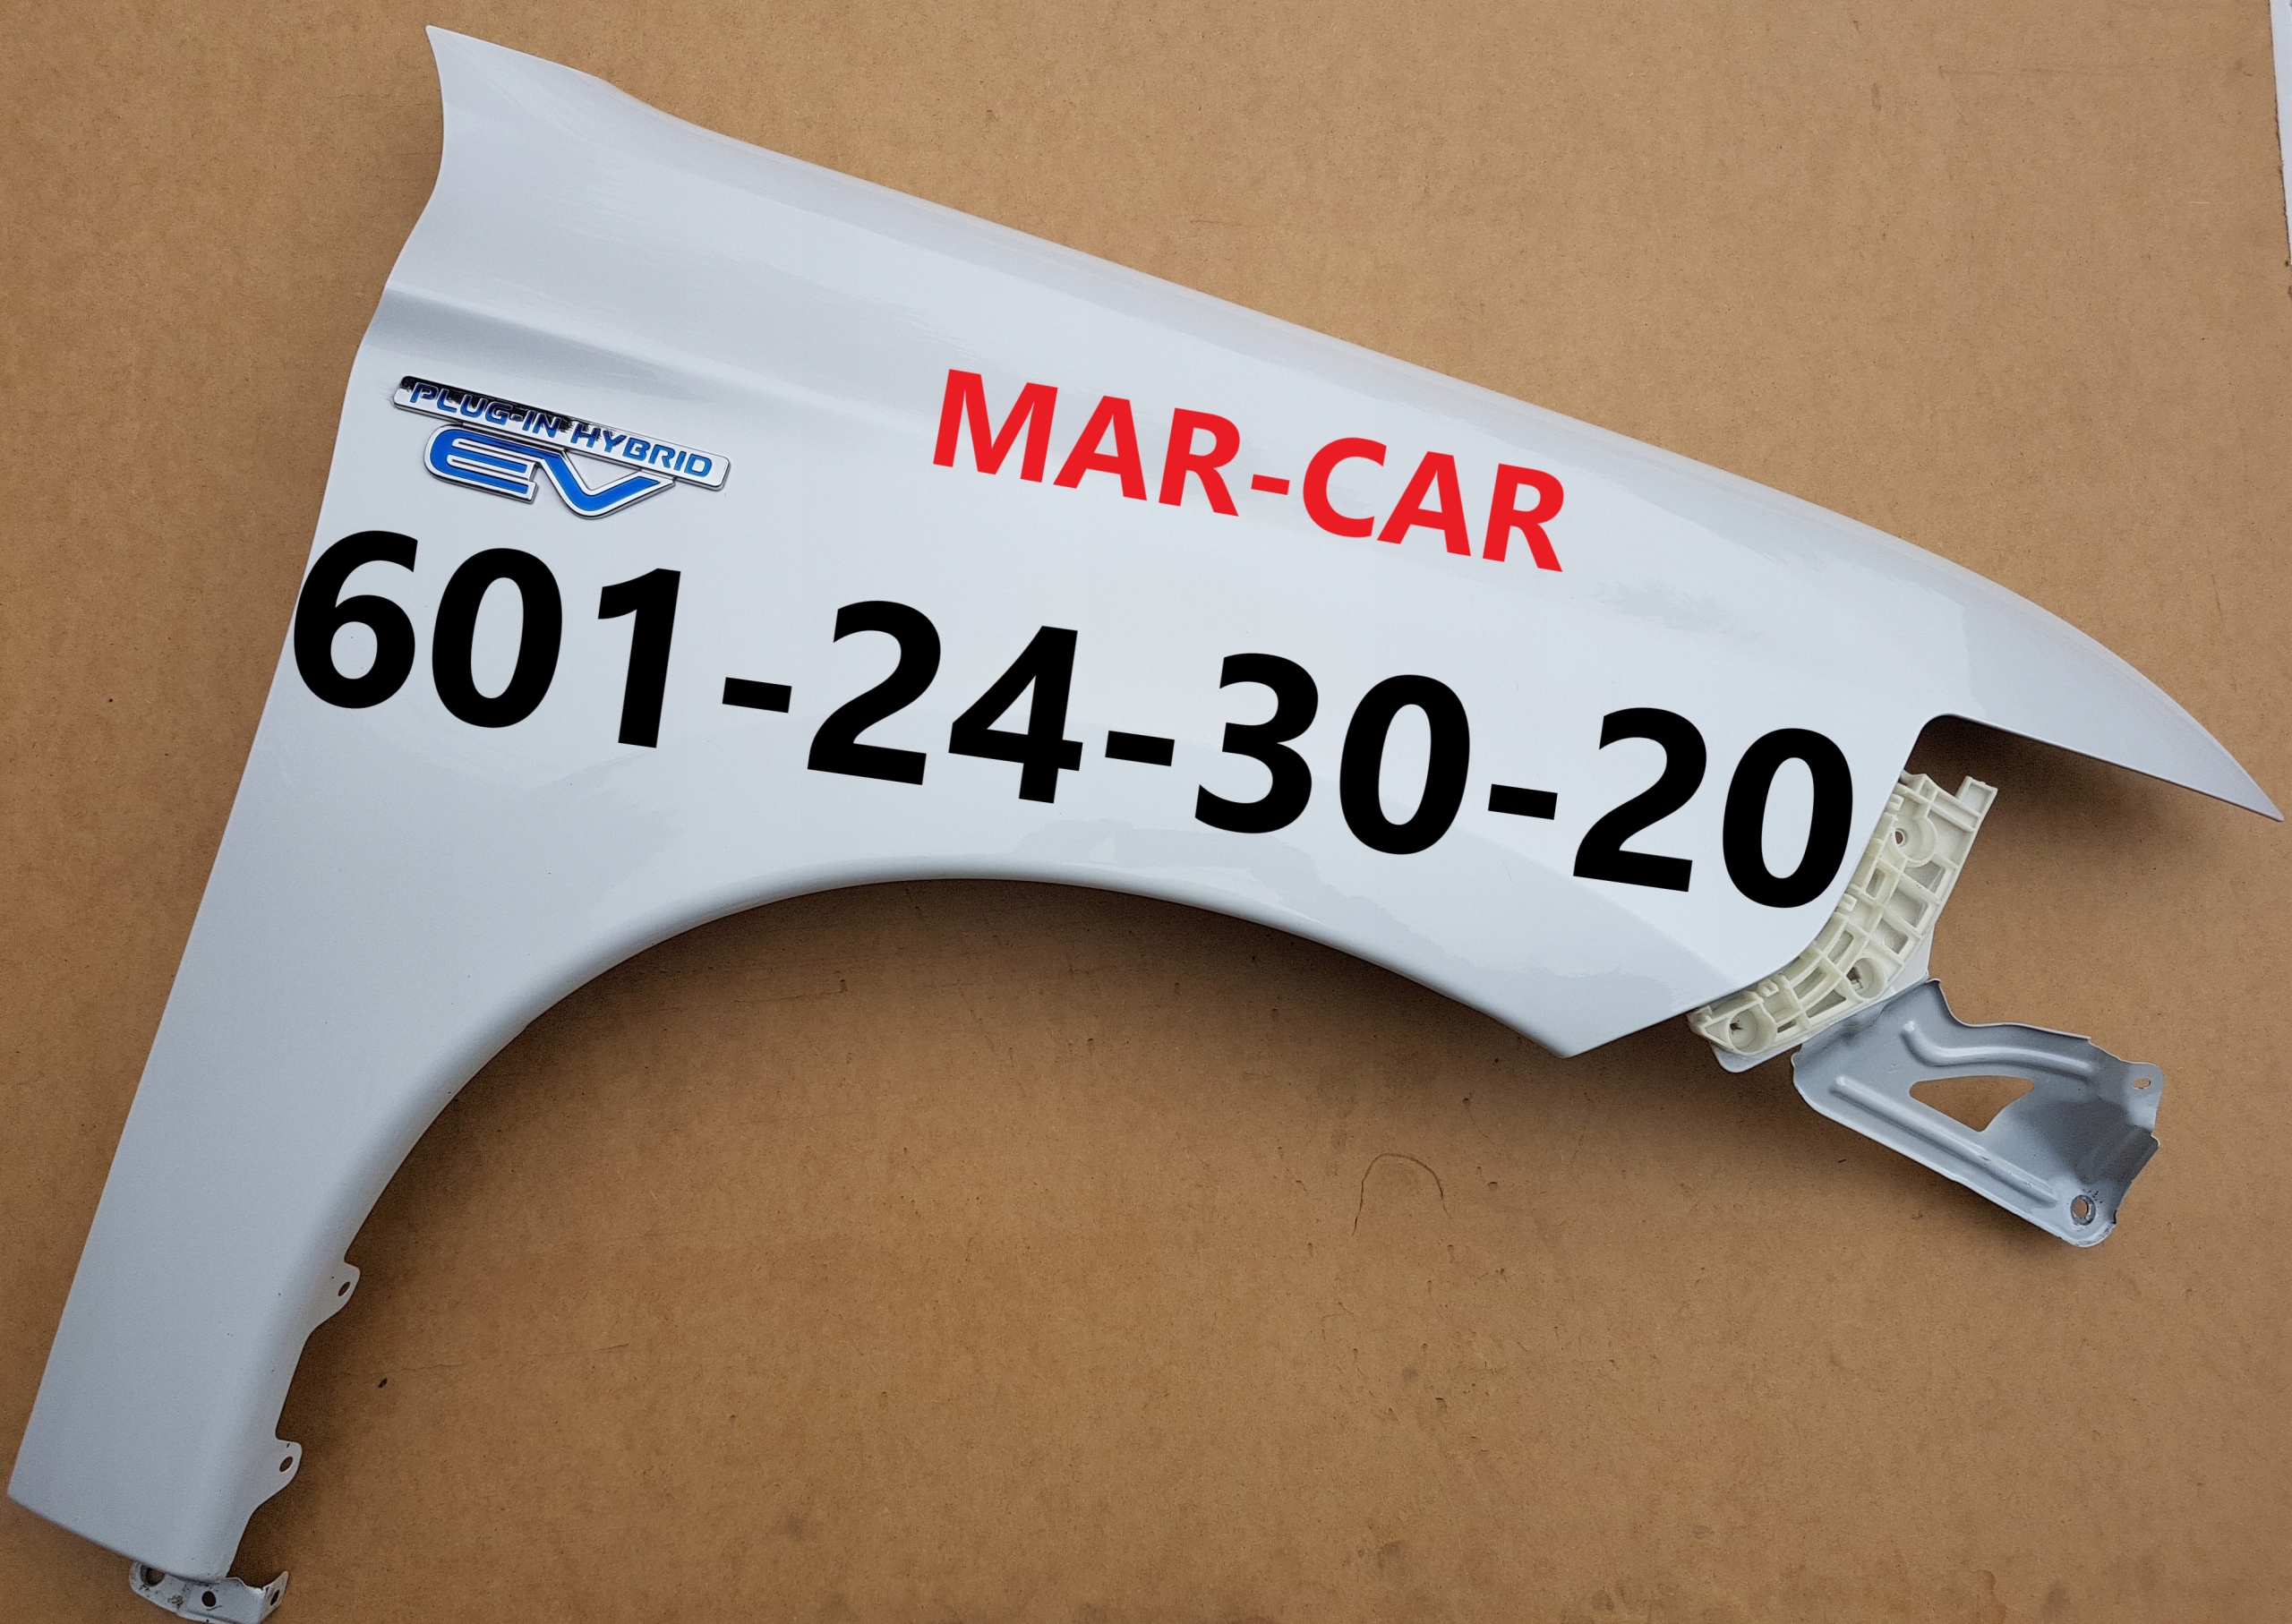 PLUG-IN HYBRID
EV
MAR-CAR
601-24-30-20